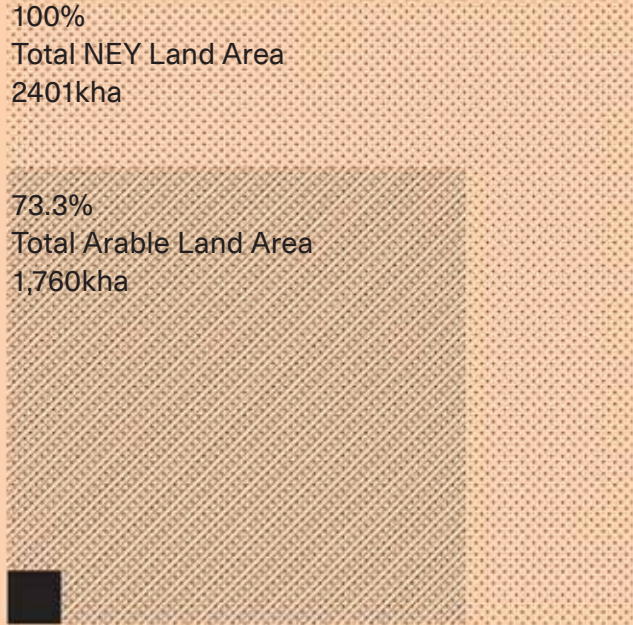 100%
Total NEY Land Area
2401kha
73.3%
Total Arable Land Area
1,760kha